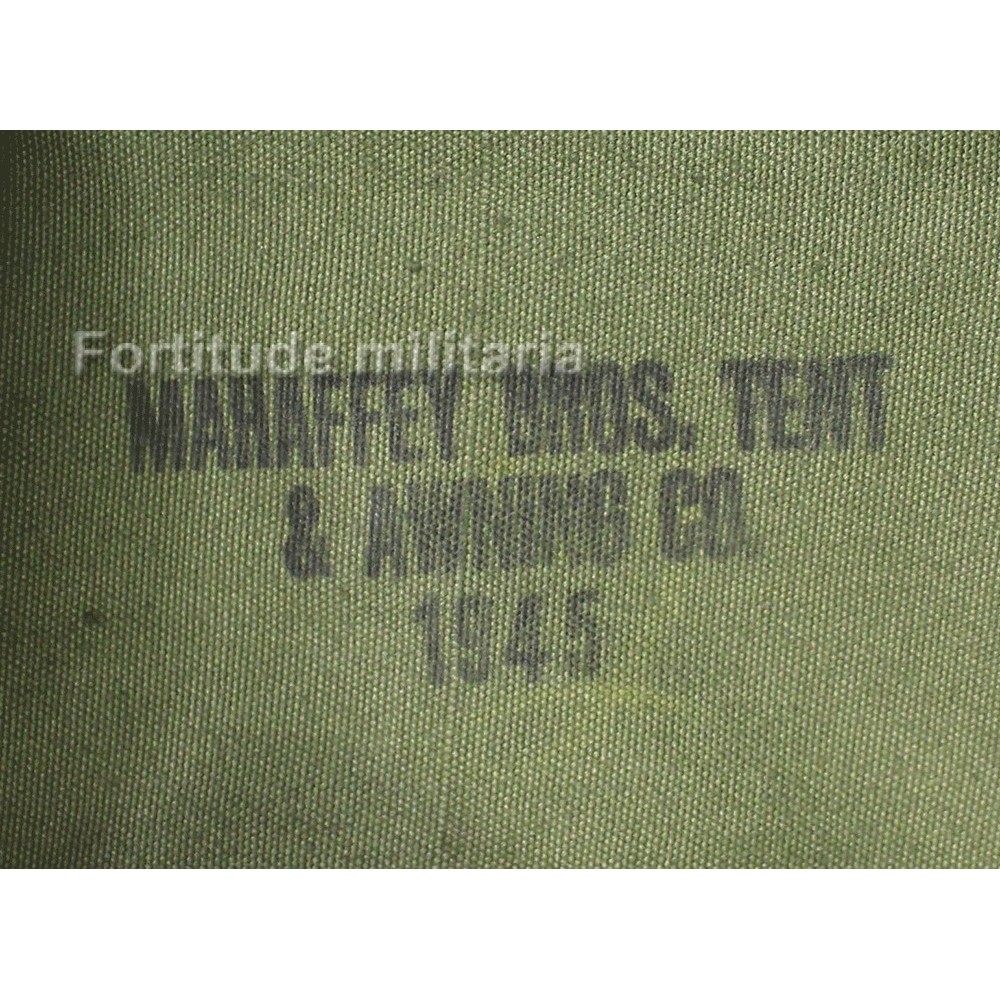 Fortitude militaria
MAHAFFEY BROS. TENT
& AWNING CO.
1945